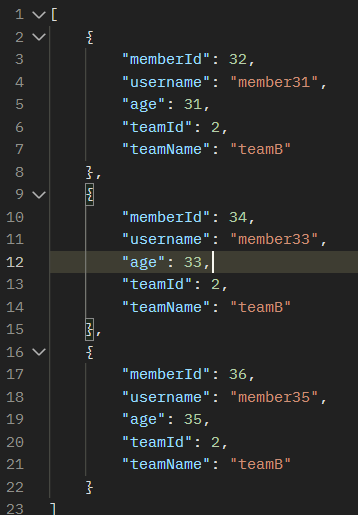 1 [
2 {
3 "memberId": 32,
4 "username": "member31",
5 "age": 31,
6 "teamId": 2,
7 "teamName": "teamB"
8 },
9 {
10 "memberId": 34,
11 "username": "member33",
12 "age": 33,
13 "teamId": 2,
14 "teamName": "teamB"
15 },
16 {
17 "memberId": 36,
18 "username": "member35",
19 "age": 35,
20 "teamId": 2,
21 "teamName": "teamB"
22 }
23 ]